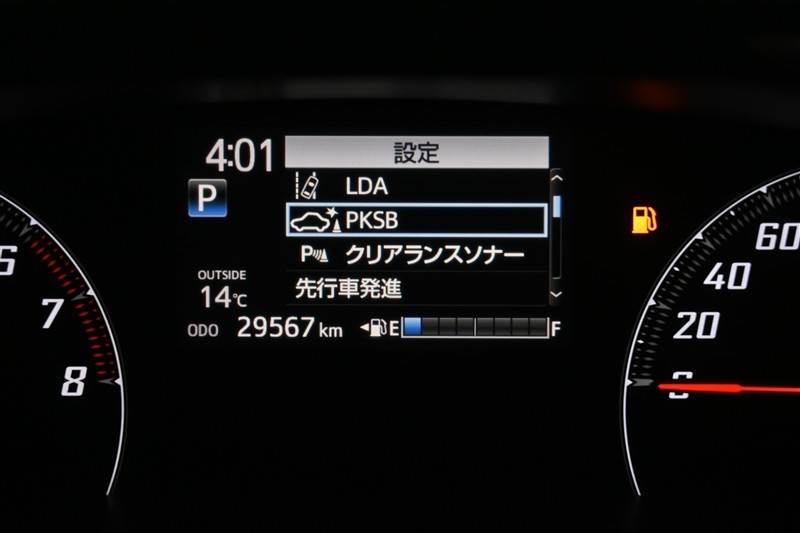 4:01
設定
LDA
P
PKSB
P クリアランスソナー
先行車発進
OUTSIDE
14℃
ODO 29567 km
E F
6
7
8
60
40
20
0